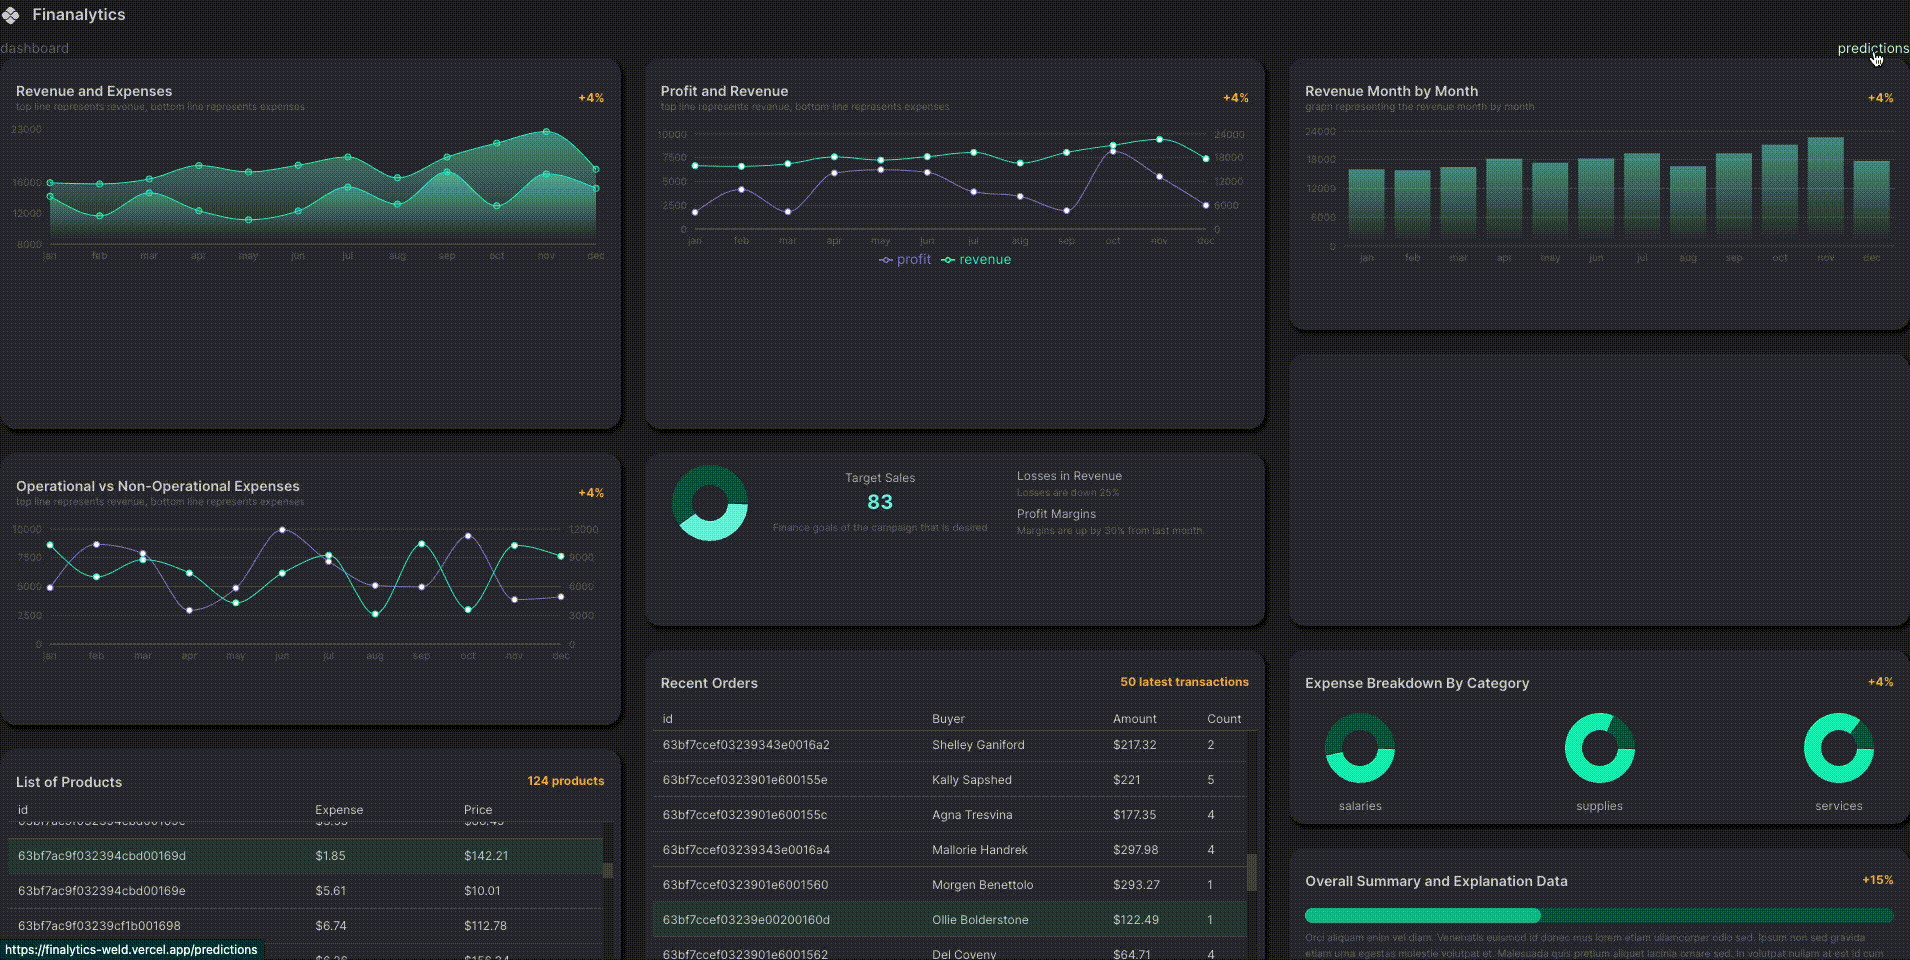 Finanalytics
dashboard
predictions
Revenue and Expenses
top line represents revenue, bottom line represents expenses
+4%
23000
16000
12000
8000
jan feb mar apr may jun jul aug sep oct nov dec
Profit and Revenue
top line represents revenue, bottom line represents expenses
+4%
10000 24000
7500 18000
5000 12000
2500 6000
0 0
jan feb mar apr may jun jul aug sep oct nov dec
profit revenue
Revenue Month by Month
graph representing the revenue month by month
+4%
24000
18000
12000
6000
0
jan feb mar apr may jun jul aug sep oct nov dec
Operational vs Non-Operational Expenses
top line represents revenue, bottom line represents expenses
+4%
10000 12000
7500 9000
5000 6000
2500 3000
0 0
jan feb mar apr may jun jul aug sep oct nov dec
Target Sales
83
Finance goals of the campaign that is desired
Losses in Revenue
Losses are down 25%
Profit Margins
Margins are up by 30% from last month.
Recent Orders
50 latest transactions
id Buyer Amount Count
63bf7ccef03239343e0016a2 Shelley Ganiford $217.32 2
63bf7ccef0323901e600155e Kally Sapshed $221 5
63bf7ccef0323901e600155c Agna Tresvina $177.35 4
63bf7ccef03239343e0016a4 Mallorie Handrek $297.98 4
63bf7ccef0323901e6001560 Morgen Benettolo $293.27 1
63bf7ccef03239e00200160d Ollie Bolderstone $122.49 1
63bf7ccef0323901e6001562 Del Coveny $64.71 4
Expense Breakdown By Category
+4%
salaries supplies services
List of Products
124 products
id Expense Price
63bf7ac9f032394cbd00169d $1.85 $142.21
63bf7ac9f032394cbd00169e $5.61 $10.01
63bf7ac9f03239cf1b001698 $6.74 $112.78
Overall Summary and Explanation Data
+15%
Orci aliquam enim vel diam. Venenatis euismod id donec mus lorem etiam ullamcorper odio sed. Ipsum non sed gravida
etiam urna egestas molestie volutpat et. Malesuada quis pretium aliquet lacinia ornare sed. In volutpat nullam at est id cum
https://finalytics-weld.vercel.app/predictions